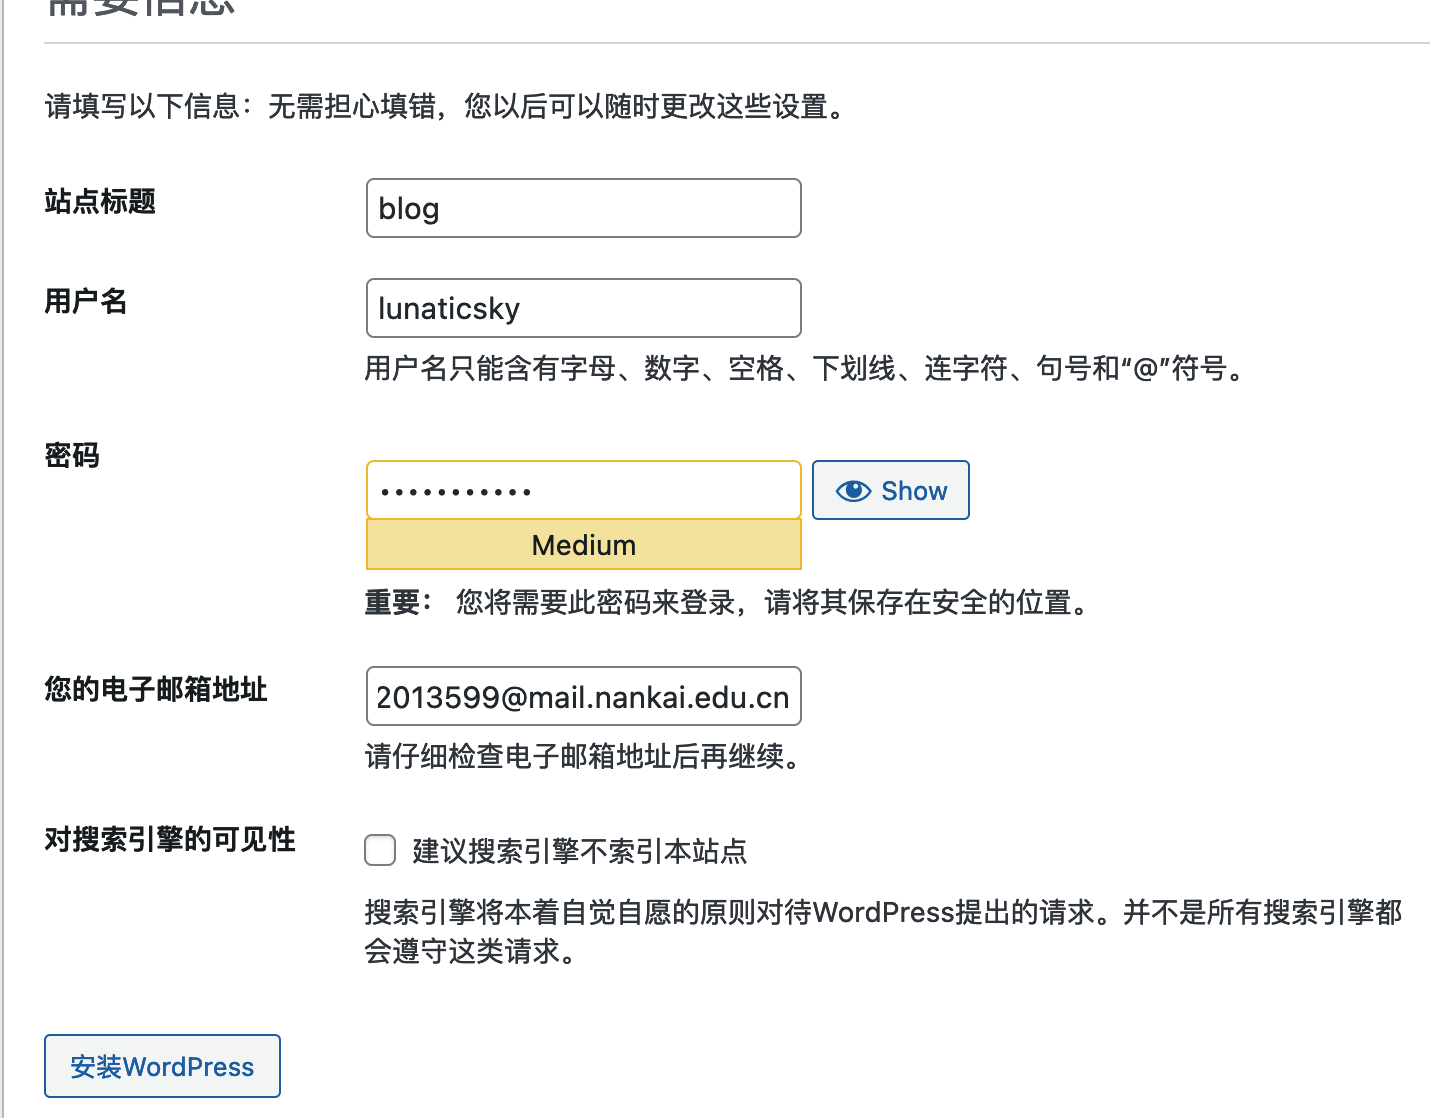 需要信息
请填写以下信息：无需担心填错，您以后可以随时更改这些设置。
站点标题
blog
用户名
lunaticsky
用户名只能含有字母、数字、空格、下划线、连字符、句号和“@”符号。
密码
•••••••••••
Show
Medium
重要： 您将需要此密码来登录，请将其保存在安全的位置。
您的电子邮箱地址
2013599@mail.nankai.edu.cn
请仔细检查电子邮箱地址后再继续。
对搜索引擎的可见性
建议搜索引擎不索引本站点
搜索引擎将本着自觉自愿的原则对待WordPress提出的请求。并不是所有搜索引擎都
会遵守这类请求。
安装WordPress